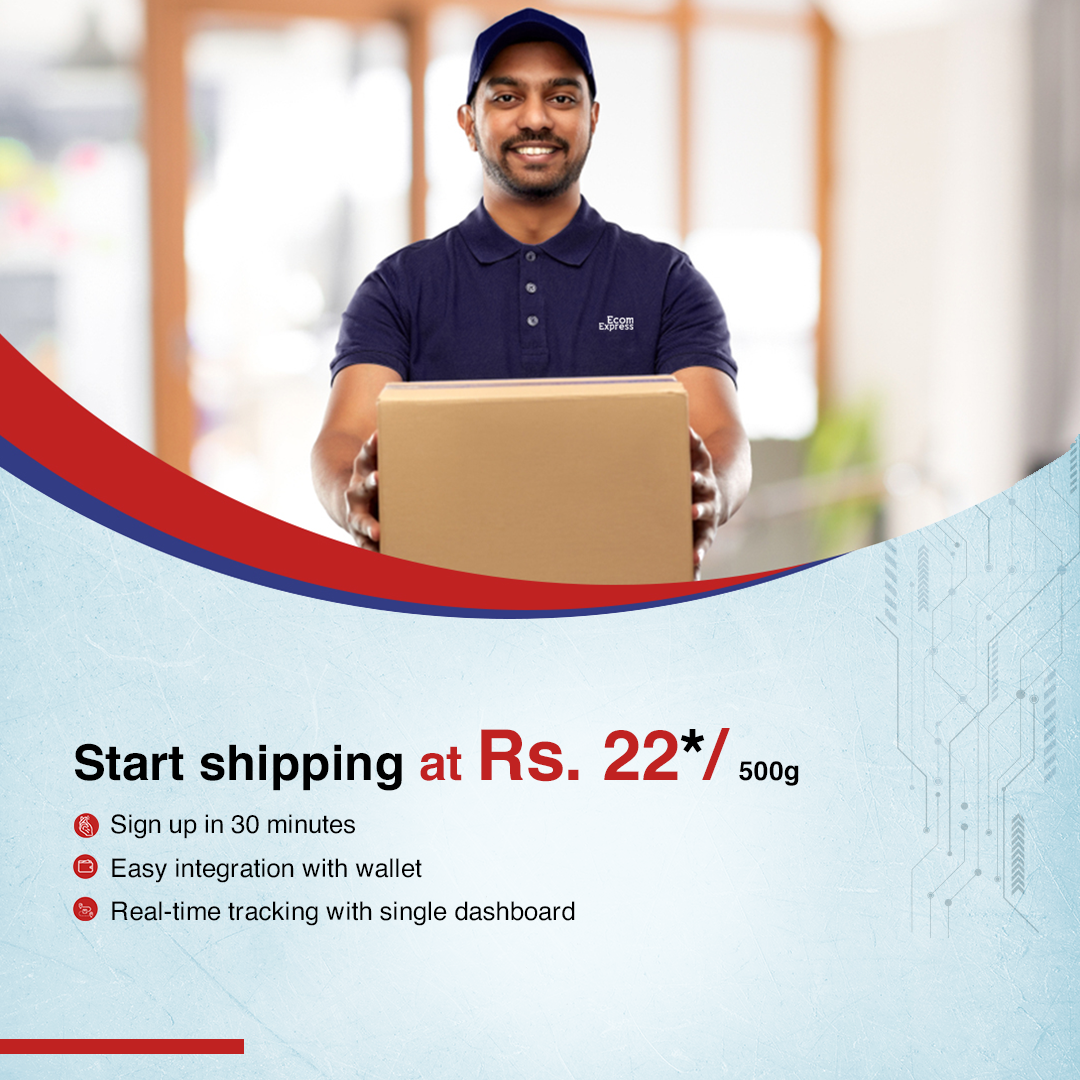 Ecom
Express
Start shipping at Rs. 22*/ 500g
Sign up in 30 minutes
Easy integration with wallet
Real-time tracking with single dashboard